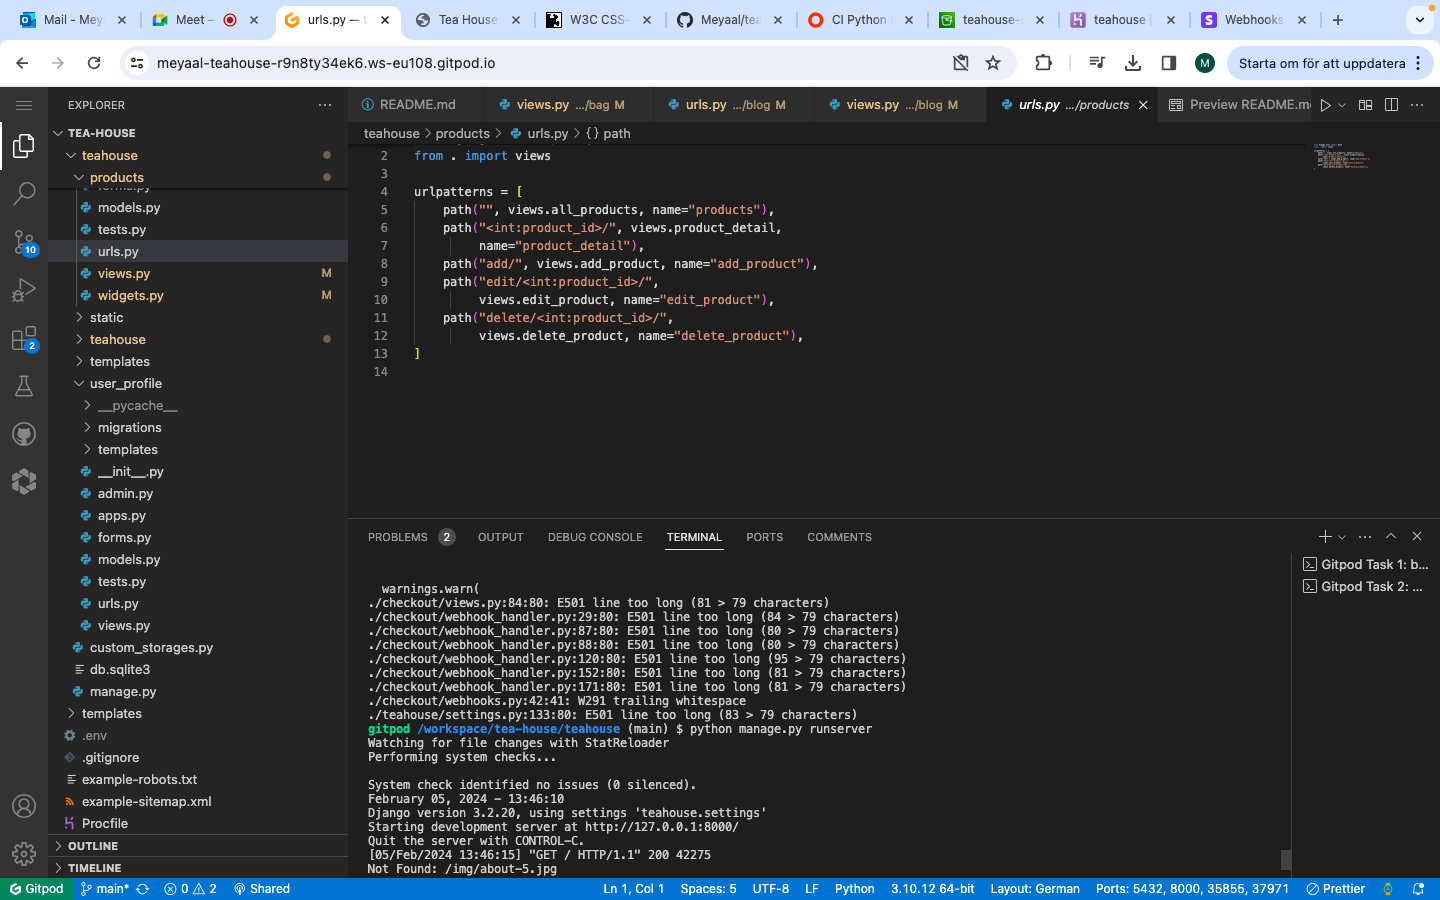 Mail - Mey
Meet –
urls.py — t
Tea House
W3C CSS-
Meyaal/tea
CI Python
teahouse-
teahouse |
Webhooks
meyaal-teahouse-r9n8ty34ek6.ws-eu108.gitpod.io
M
Starta om för att uppdatera
EXPLORER
TEA-HOUSE
teahouse
products
forms.py
models.py
tests.py
urls.py
views.py M
widgets.py M
static
teahouse
templates
user_profile
__pycache__
migrations
templates
__init__.py
admin.py
apps.py
forms.py
models.py
tests.py
urls.py
views.py
custom_storages.py
db.sqlite3
manage.py
templates
.env
.gitignore
example-robots.txt
example-sitemap.xml
Procfile
OUTLINE
TIMELINE
10
2
README.md
views.py .../bag M
urls.py .../blog M
views.py .../blog M
urls.py .../products
Preview README.m
teahouse > products > urls.py > {} path
2 from . import views
3
4 urlpatterns = [
5 path("", views.all_products, name="products"),
6 path("<int:product_id>/", views.product_detail,
7 name="product_detail"),
8 path("add/", views.add_product, name="add_product"),
9 path("edit/<int:product_id>/",
10 views.edit_product, name="edit_product"),
11 path("delete/<int:product_id>/",
12 views.delete_product, name="delete_product"),
13 ]
14
PROBLEMS 2 OUTPUT DEBUG CONSOLE TERMINAL PORTS COMMENTS
Gitpod Task 1: b...
Gitpod Task 2: ...
warnings.warn(
./checkout/views.py:84:80: E501 line too long (81 > 79 characters)
./checkout/webhook_handler.py:29:80: E501 line too long (84 > 79 characters)
./checkout/webhook_handler.py:87:80: E501 line too long (80 > 79 characters)
./checkout/webhook_handler.py:88:80: E501 line too long (80 > 79 characters)
./checkout/webhook_handler.py:120:80: E501 line too long (95 > 79 characters)
./checkout/webhook_handler.py:152:80: E501 line too long (81 > 79 characters)
./checkout/webhook_handler.py:171:80: E501 line too long (81 > 79 characters)
./checkout/webhooks.py:42:41: W291 trailing whitespace
./teahouse/settings.py:133:80: E501 line too long (83 > 79 characters)
gitpod /workspace/tea-house/teahouse (main) $ python manage.py runserver
Watching for file changes with StatReloader
Performing system checks...
System check identified no issues (0 silenced).
February 05, 2024 - 13:46:10
Django version 3.2.20, using settings 'teahouse.settings'
Starting development server at http://127.0.0.1:8000/
Quit the server with CONTROL-C.
[05/Feb/2024 13:46:15] "GET / HTTP/1.1" 200 42275
Not Found: /img/about-5.jpg
Gitpod main* 0 2 Shared Ln 1, Col 1 Spaces: 5 UTF-8 LF Python 3.10.12 64-bit Layout: German Ports: 5432, 8000, 35855, 37971 Prettier